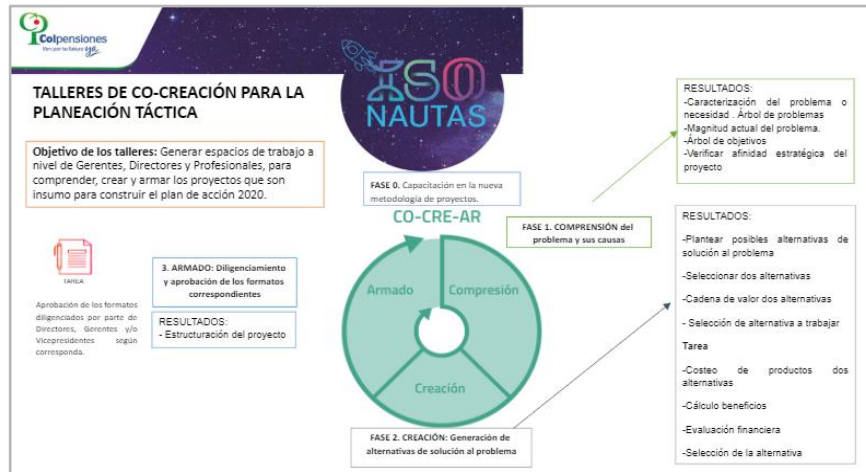 Colpensiones
Ven por tu futuro ya
ISO
NAUTAS
TALLERES DE CO-CREACIÓN PARA LA
PLANEACIÓN TÁCTICA
Objetivo de los talleres: Generar espacios de trabajo a
nivel de Gerentes, Directores y Profesionales, para
comprender, crear y armar los proyectos que son
insumo para construir el plan de acción 2020.
FASE 0. Capacitación en la nueva
metodología de proyectos.
CO-CRE-AR
FASE 1. COMPRENSIÓN del
problema y sus causas
RESULTADOS:
-Caracterización del problema o
necesidad . Árbol de problemas
-Magnitud actual del problema.
-Árbol de objetivos
-Verificar afinidad estratégica del
proyecto
TAREA
Aprobación de los formatos
diligenciados por parte de
Directores, Gerentes y/o
Vicepresidentes según
corresponda.
3. ARMADO: Diligenciamiento
y aprobación de los formatos
correspondientes
RESULTADOS:
- Estructuración del proyecto
Armado
Compresión
Creación
FASE 2. CREACIÓN: Generación de
alternativas de solución al problema
RESULTADOS:
-Plantear posibles alternativas de
solución al problema
-Seleccionar dos alternativas
-Cadena de valor dos alternativas
- Selección de alternativa a trabajar
Tarea
-Costeo de productos dos
alternativas
-Cálculo beneficios
-Evaluación financiera
-Selección de la alternativa